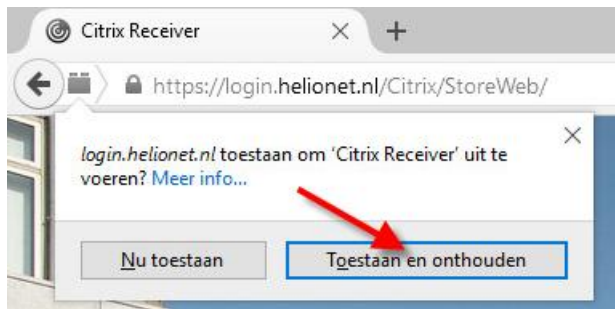 Citrix Receiver
https://login.helionet.nl/Citrix/StoreWeb/
login.helionet.nl toestaan om ‘Citrix Receiver’ uit te
voeren? Meer info...
Nu toestaan Toestaan en onthouden